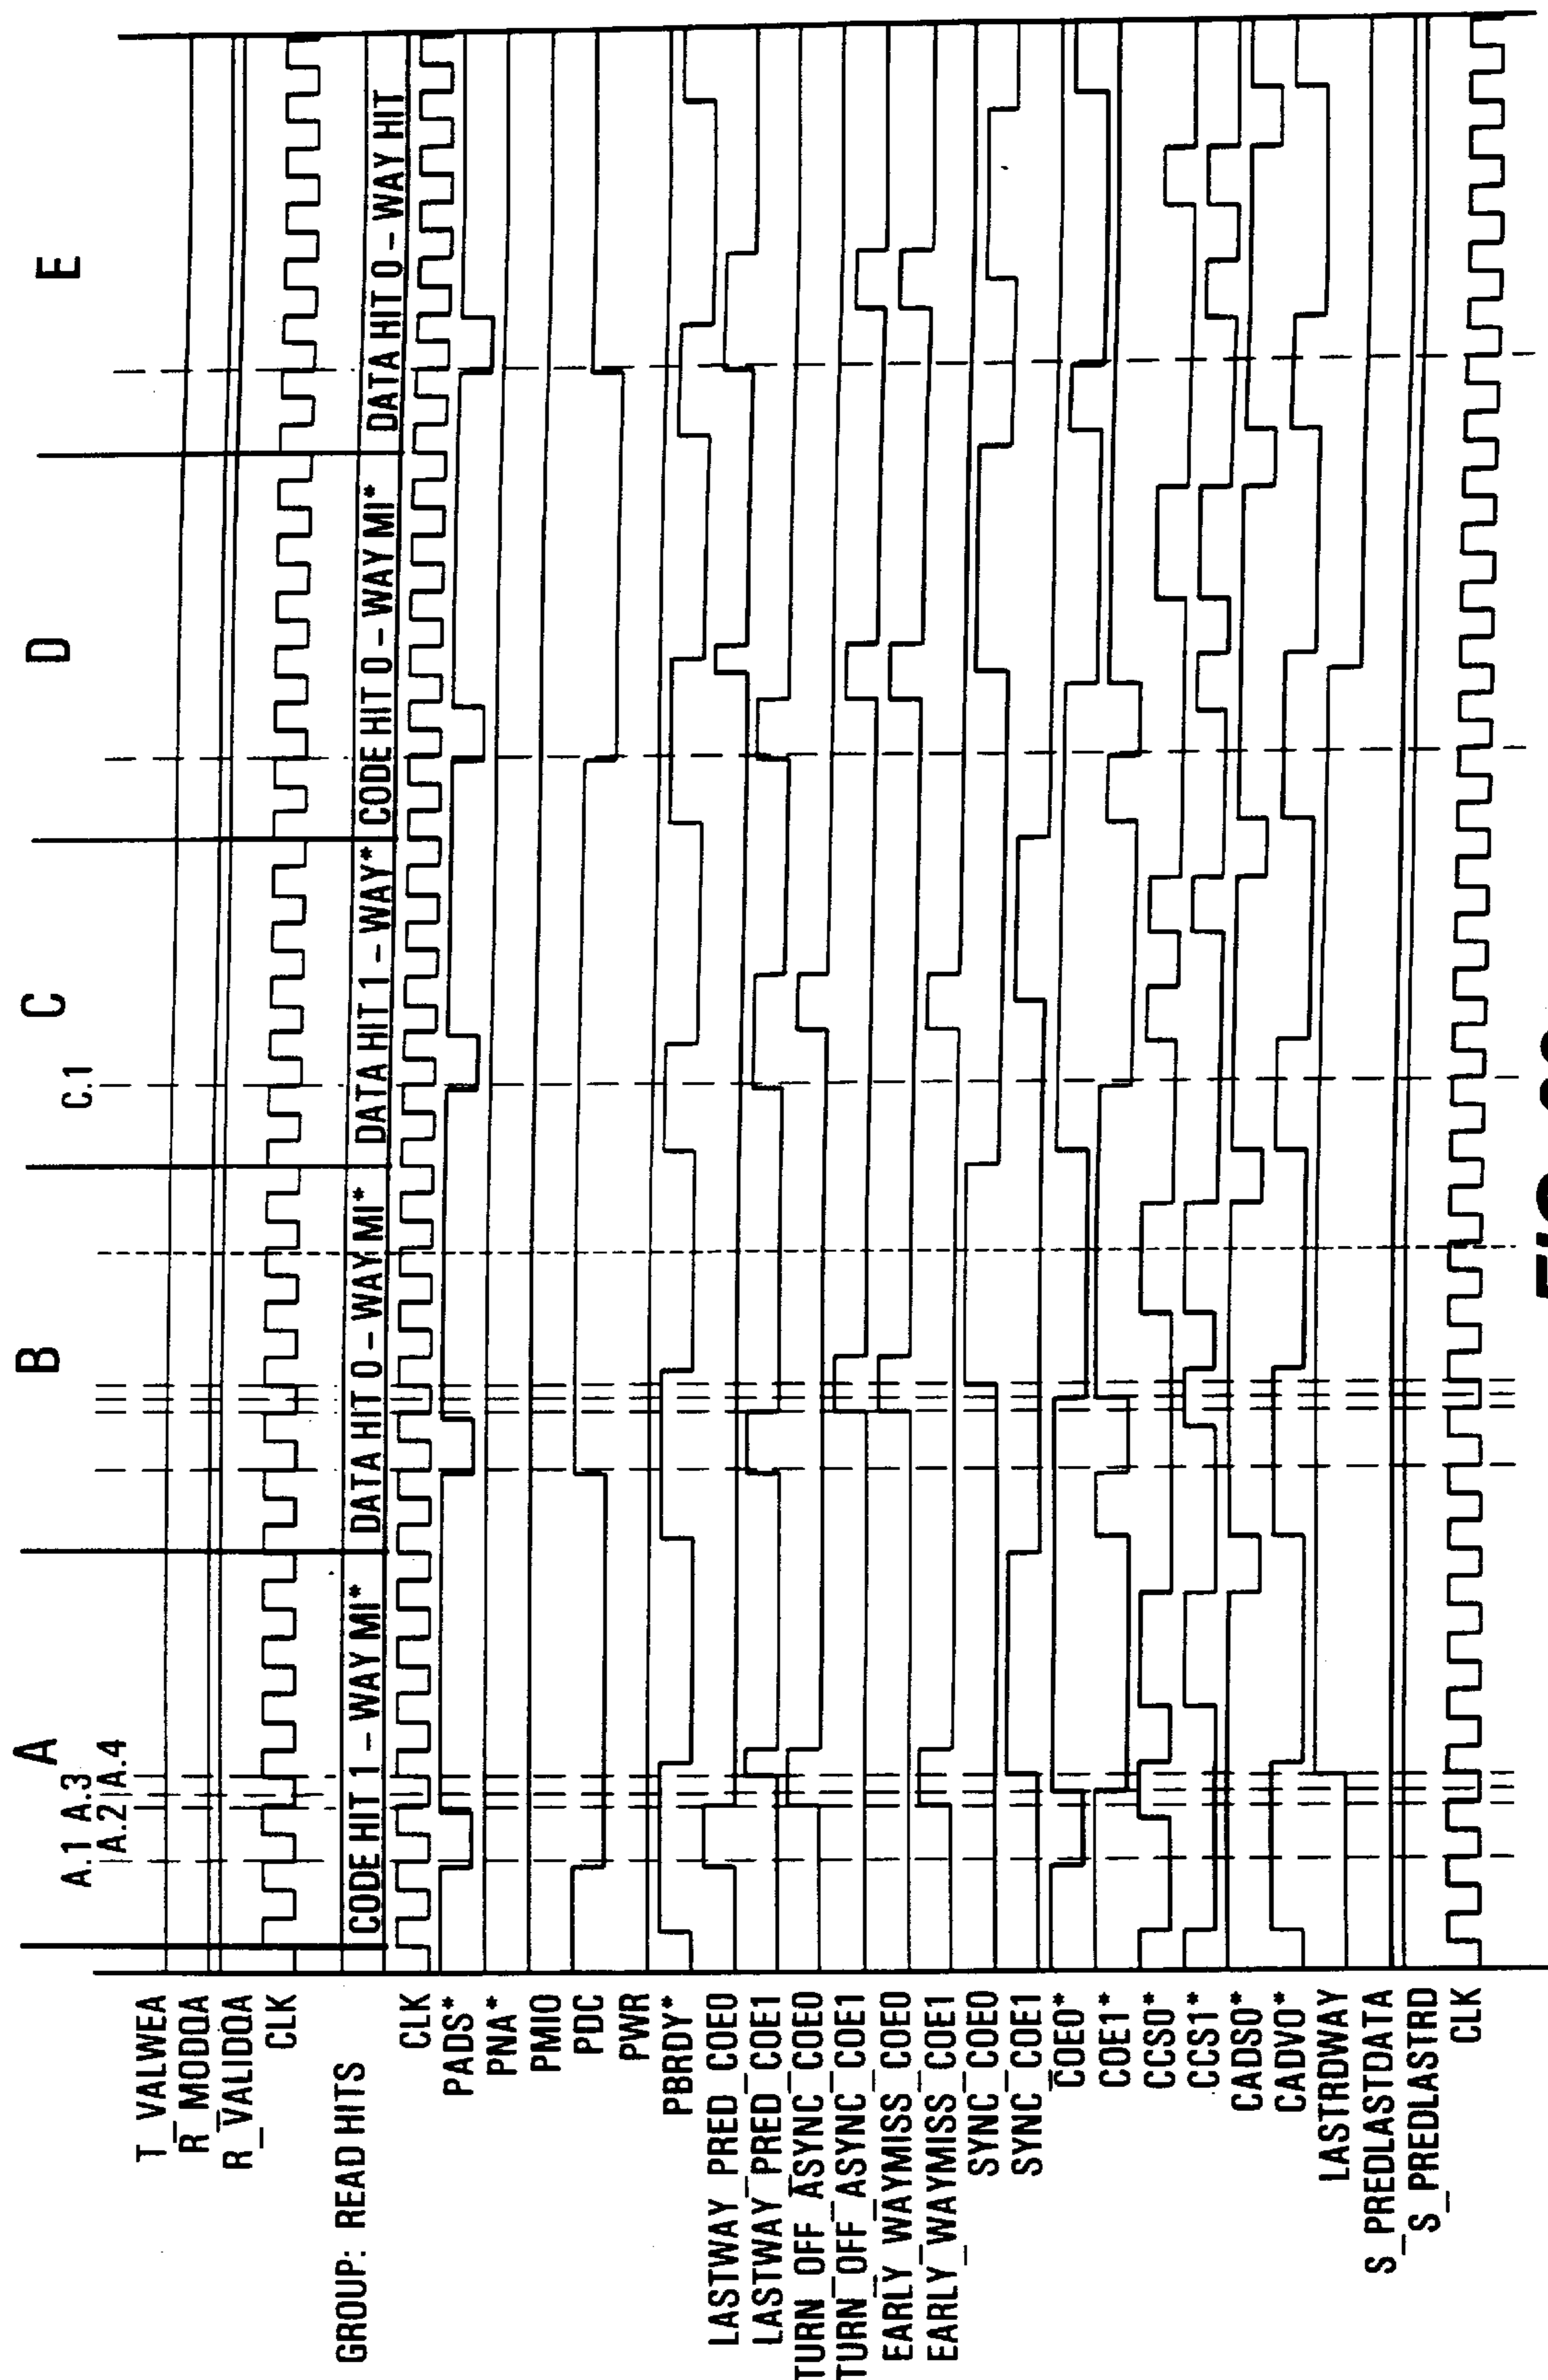 A
B
C
D
E
A.1 A.3
A.2 A.4
C.1
T_VALWEA
R_MODQA
R_VALIDQA
CLK
GROUP: READ HITS
CODE HIT 1 – WAY MI*
DATA HIT 0 – WAY MI*
DATA HIT 1 – WAY*
CODE HIT 0 – WAY MI*
DATA HIT 0 – WAY HIT
CLK
PADS*
PNA*
PMIO
PDC
PWR
PBRDY*
LASTWAY_PRED_COE0
LASTWAY_PRED_COE1
TURN_OFF_ASYNC_COE0
TURN_OFF_ASYNC_COE1
EARLY_WAYMISS_COE0
EARLY_WAYMISS_COE1
SYNC_COE0
SYNC_COE1
COE0*
COE1*
CCS0*
CCS1*
CADS0*
CADV0*
LASTRDWAY
S_PREDLASTDATA
S_PREDLASTRD
CLK